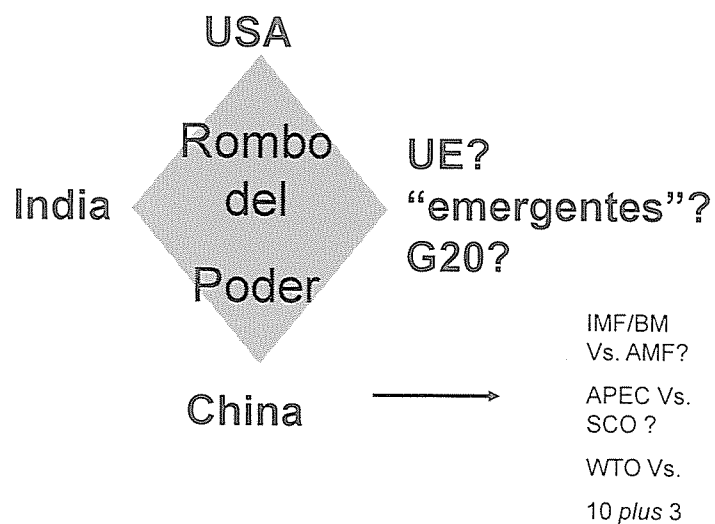 USA
Rombo
del
Poder
India
UE?
“emergentes”?
G20?
China
IMF/BM
Vs. AMF?
APEC Vs.
SCO ?
WTO Vs.
10 plus 3